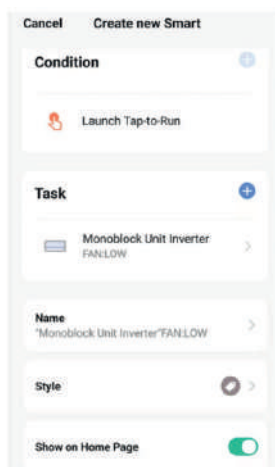 Cancel Create new Smart
Condition
Launch Tap-to-Run
Task
Monoblock Unit Inverter
FAN:LOW
Name
"Monoblock Unit Inverter"FAN:LOW
Style
Show on Home Page